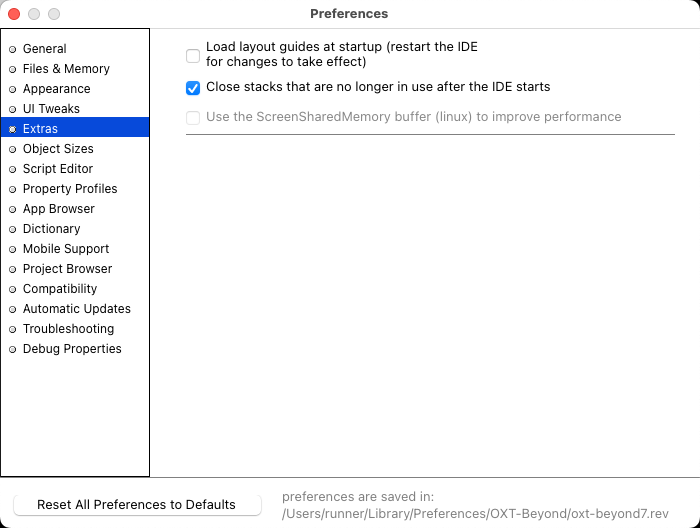 Preferences
General
Files & Memory
Appearance
UI Tweaks
Extras
Object Sizes
Script Editor
Property Profiles
App Browser
Dictionary
Mobile Support
Project Browser
Compatibility
Automatic Updates
Troubleshooting
Debug Properties
Load layout guides at startup (restart the IDE
for changes to take effect)
Close stacks that are no longer in use after the IDE starts
Use the ScreenSharedMemory buffer (linux) to improve performance
Reset All Preferences to Defaults
preferences are saved in:
/Users/runner/Library/Preferences/OXT-Beyond/oxt-beyond7.rev